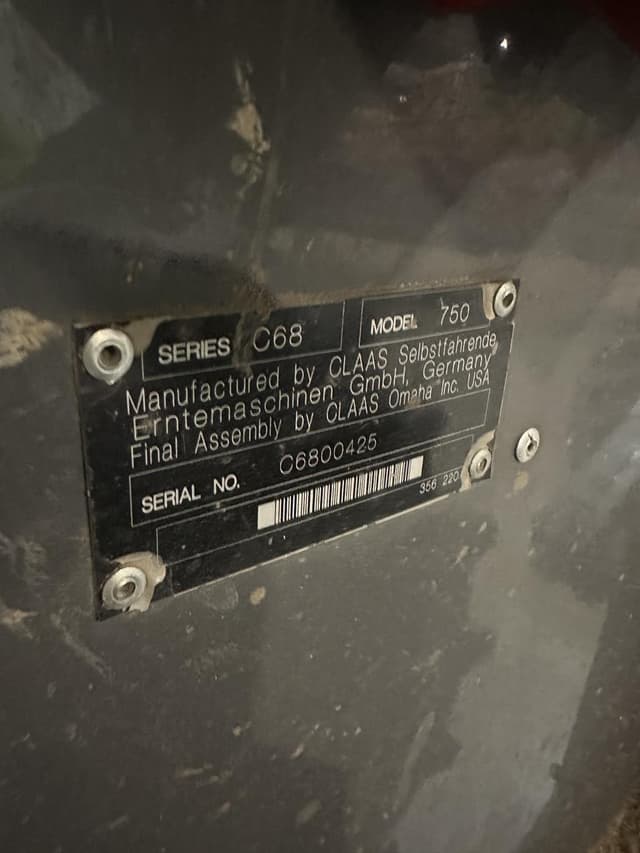 SERIES C68 MODEL 750
Manufactured by CLAAS Selbstfahrende
Erntemaschinen GmbH, Germany
Final Assembly by CLAAS Omaha Inc. USA
SERIAL NO. C6800425
356 220